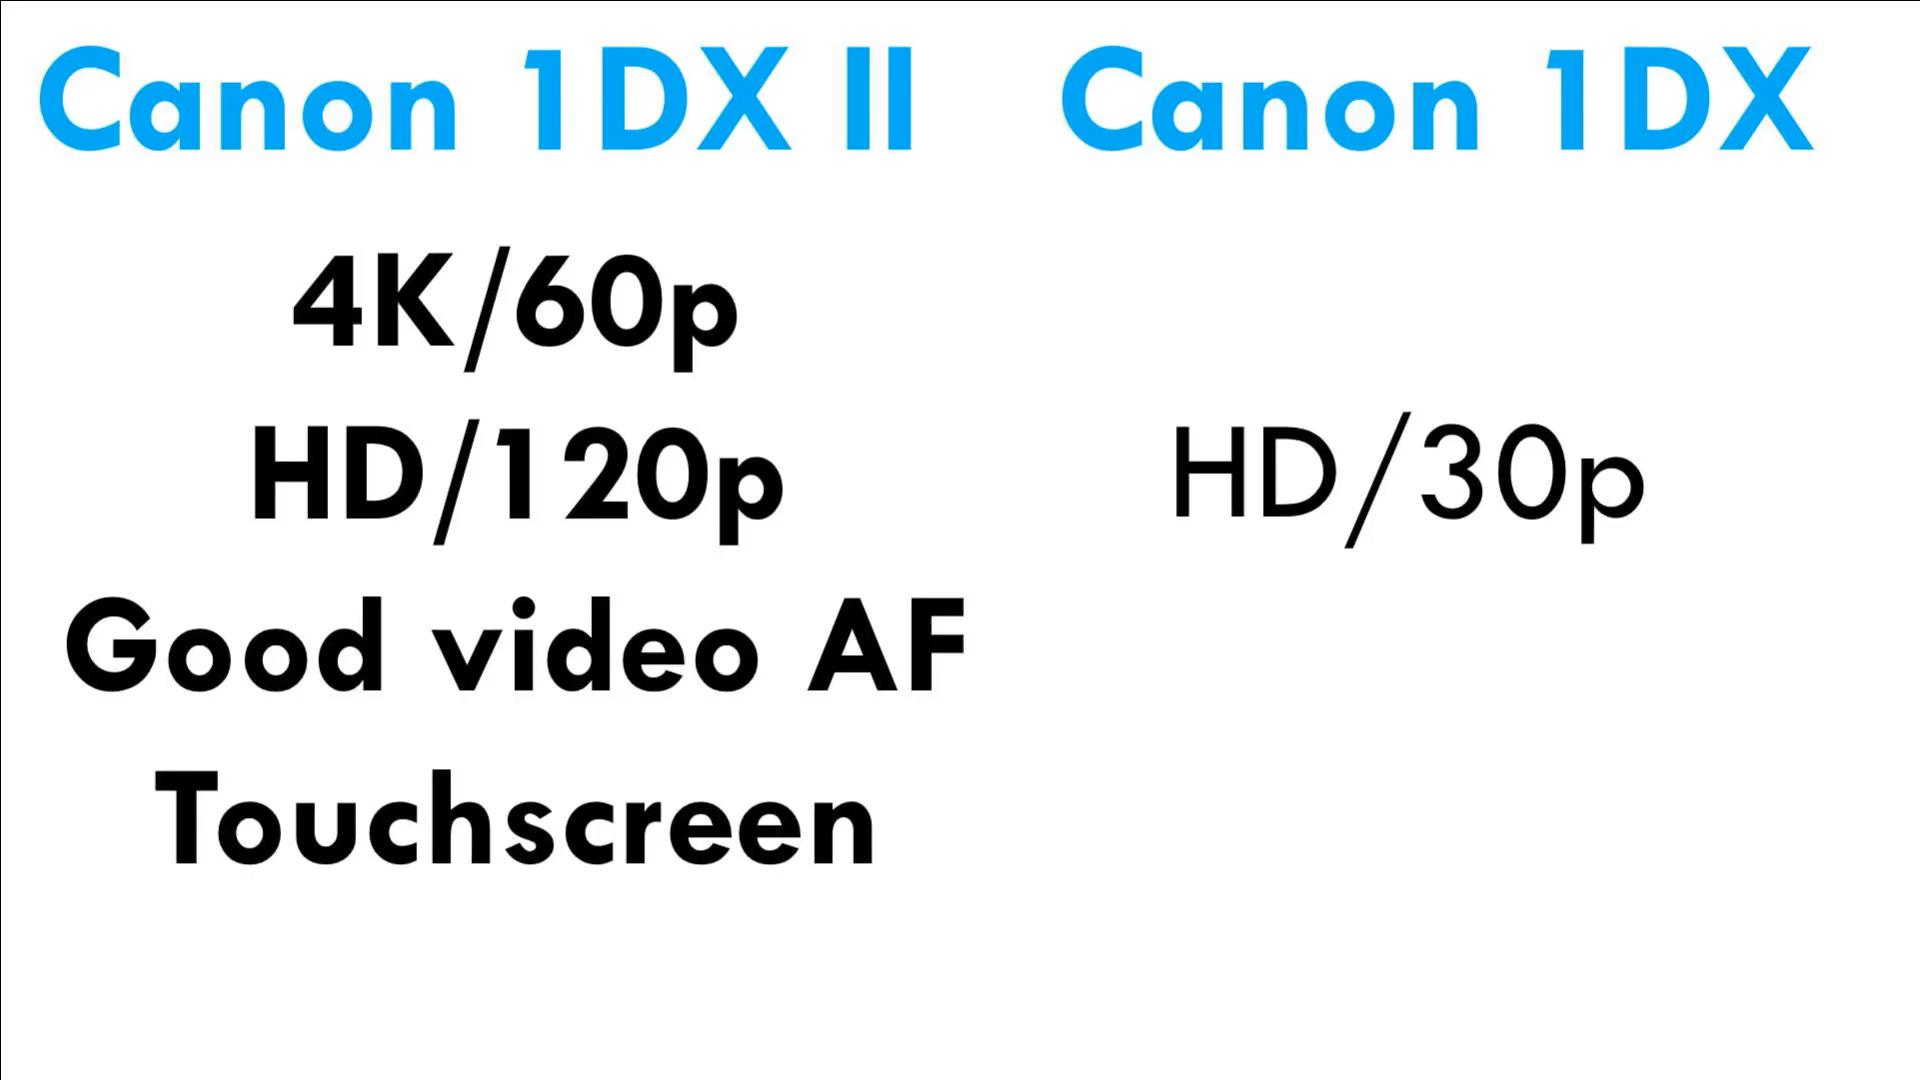 Canon 1DX II Canon 1DX
4K/60p
HD/120p HD/30p
Good video AF
Touchscreen